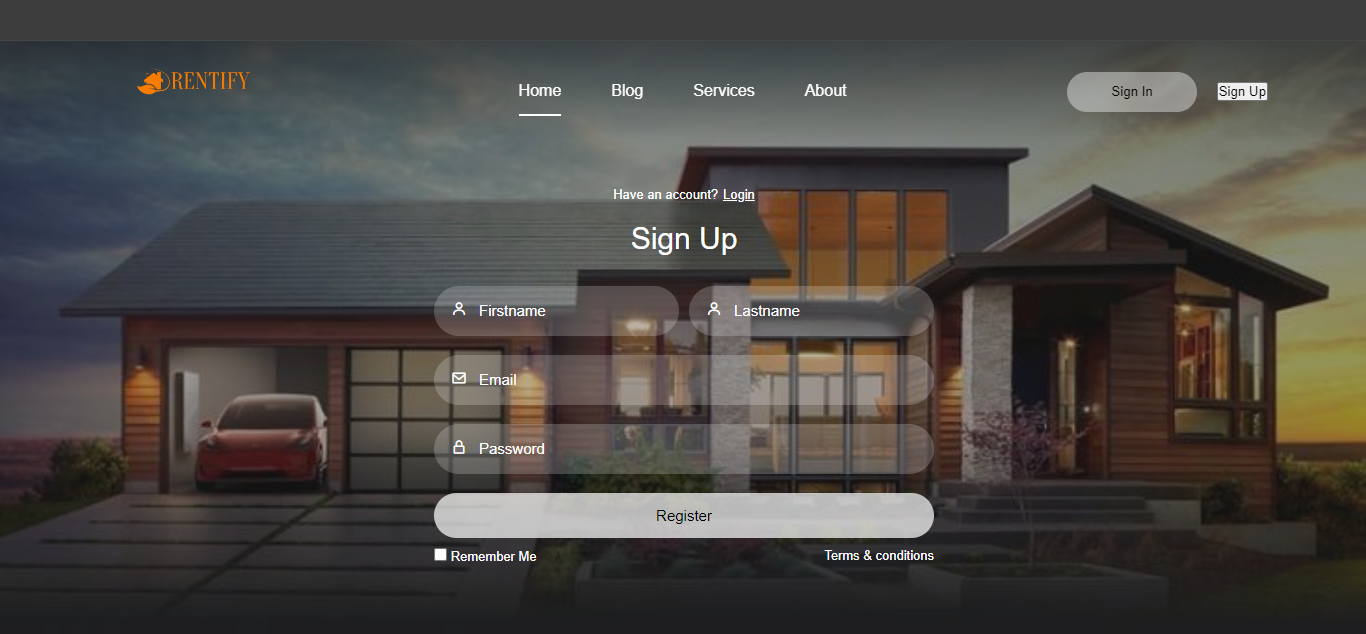 RENTIFY
Home Blog Services About
Sign In Sign Up
Have an account? Login
Sign Up
Firstname Lastname
Email
Password
Register
Remember Me Terms & conditions